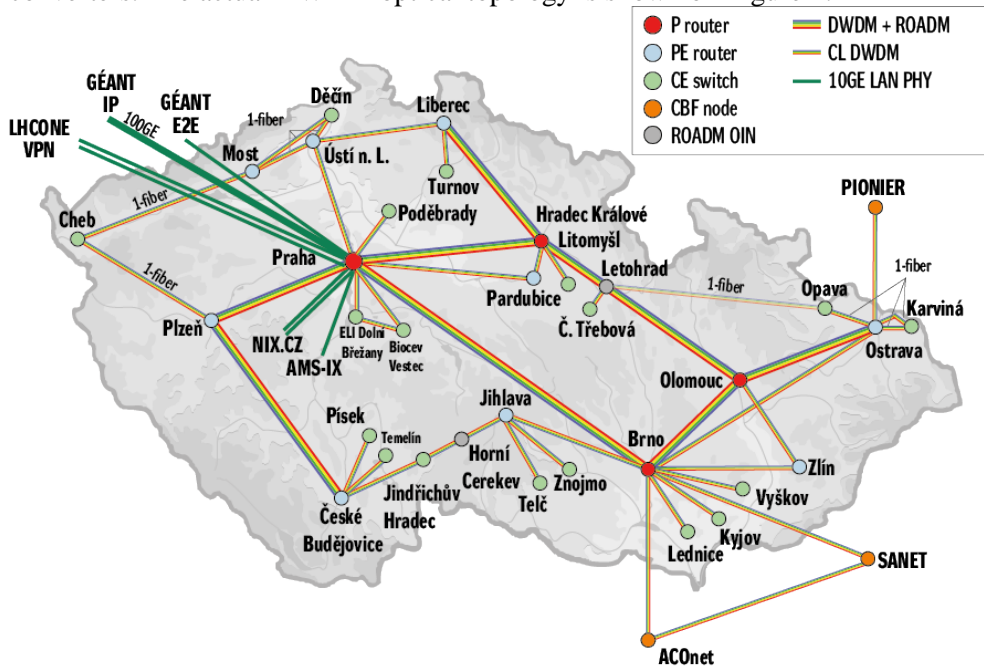 P router
PE router
CE switch
CBF node
ROADM OIN
DWDM + ROADM
CL DWDM
10GE LAN PHY
GÉANT
IP
100GE
GÉANT
E2E
LHCONE
VPN
Děčín
1-fiber
Liberec
Most
Ústí n. L.
Turnov
1-fiber
Cheb
Poděbrady
PIONIER
Hradec Králové
Litomyšl
Praha
Letohrad
1-fiber
1-fiber
1-fiber
Opava
Pardubice
Karviná
Plzeň
Č. Třebová
Ostrava
NIX.CZ
ELI Dolní
Břežany
Biocev
Vestec
AMS-IX
Olomouc
Jihlava
Písek
Temelín
Brno
Horní
Cerekev
Zlín
Znojmo
Telč
Vyškov
Jindřichův
Hradec
České
Budějovice
Kyjov
Lednice
SANET
ACOnet